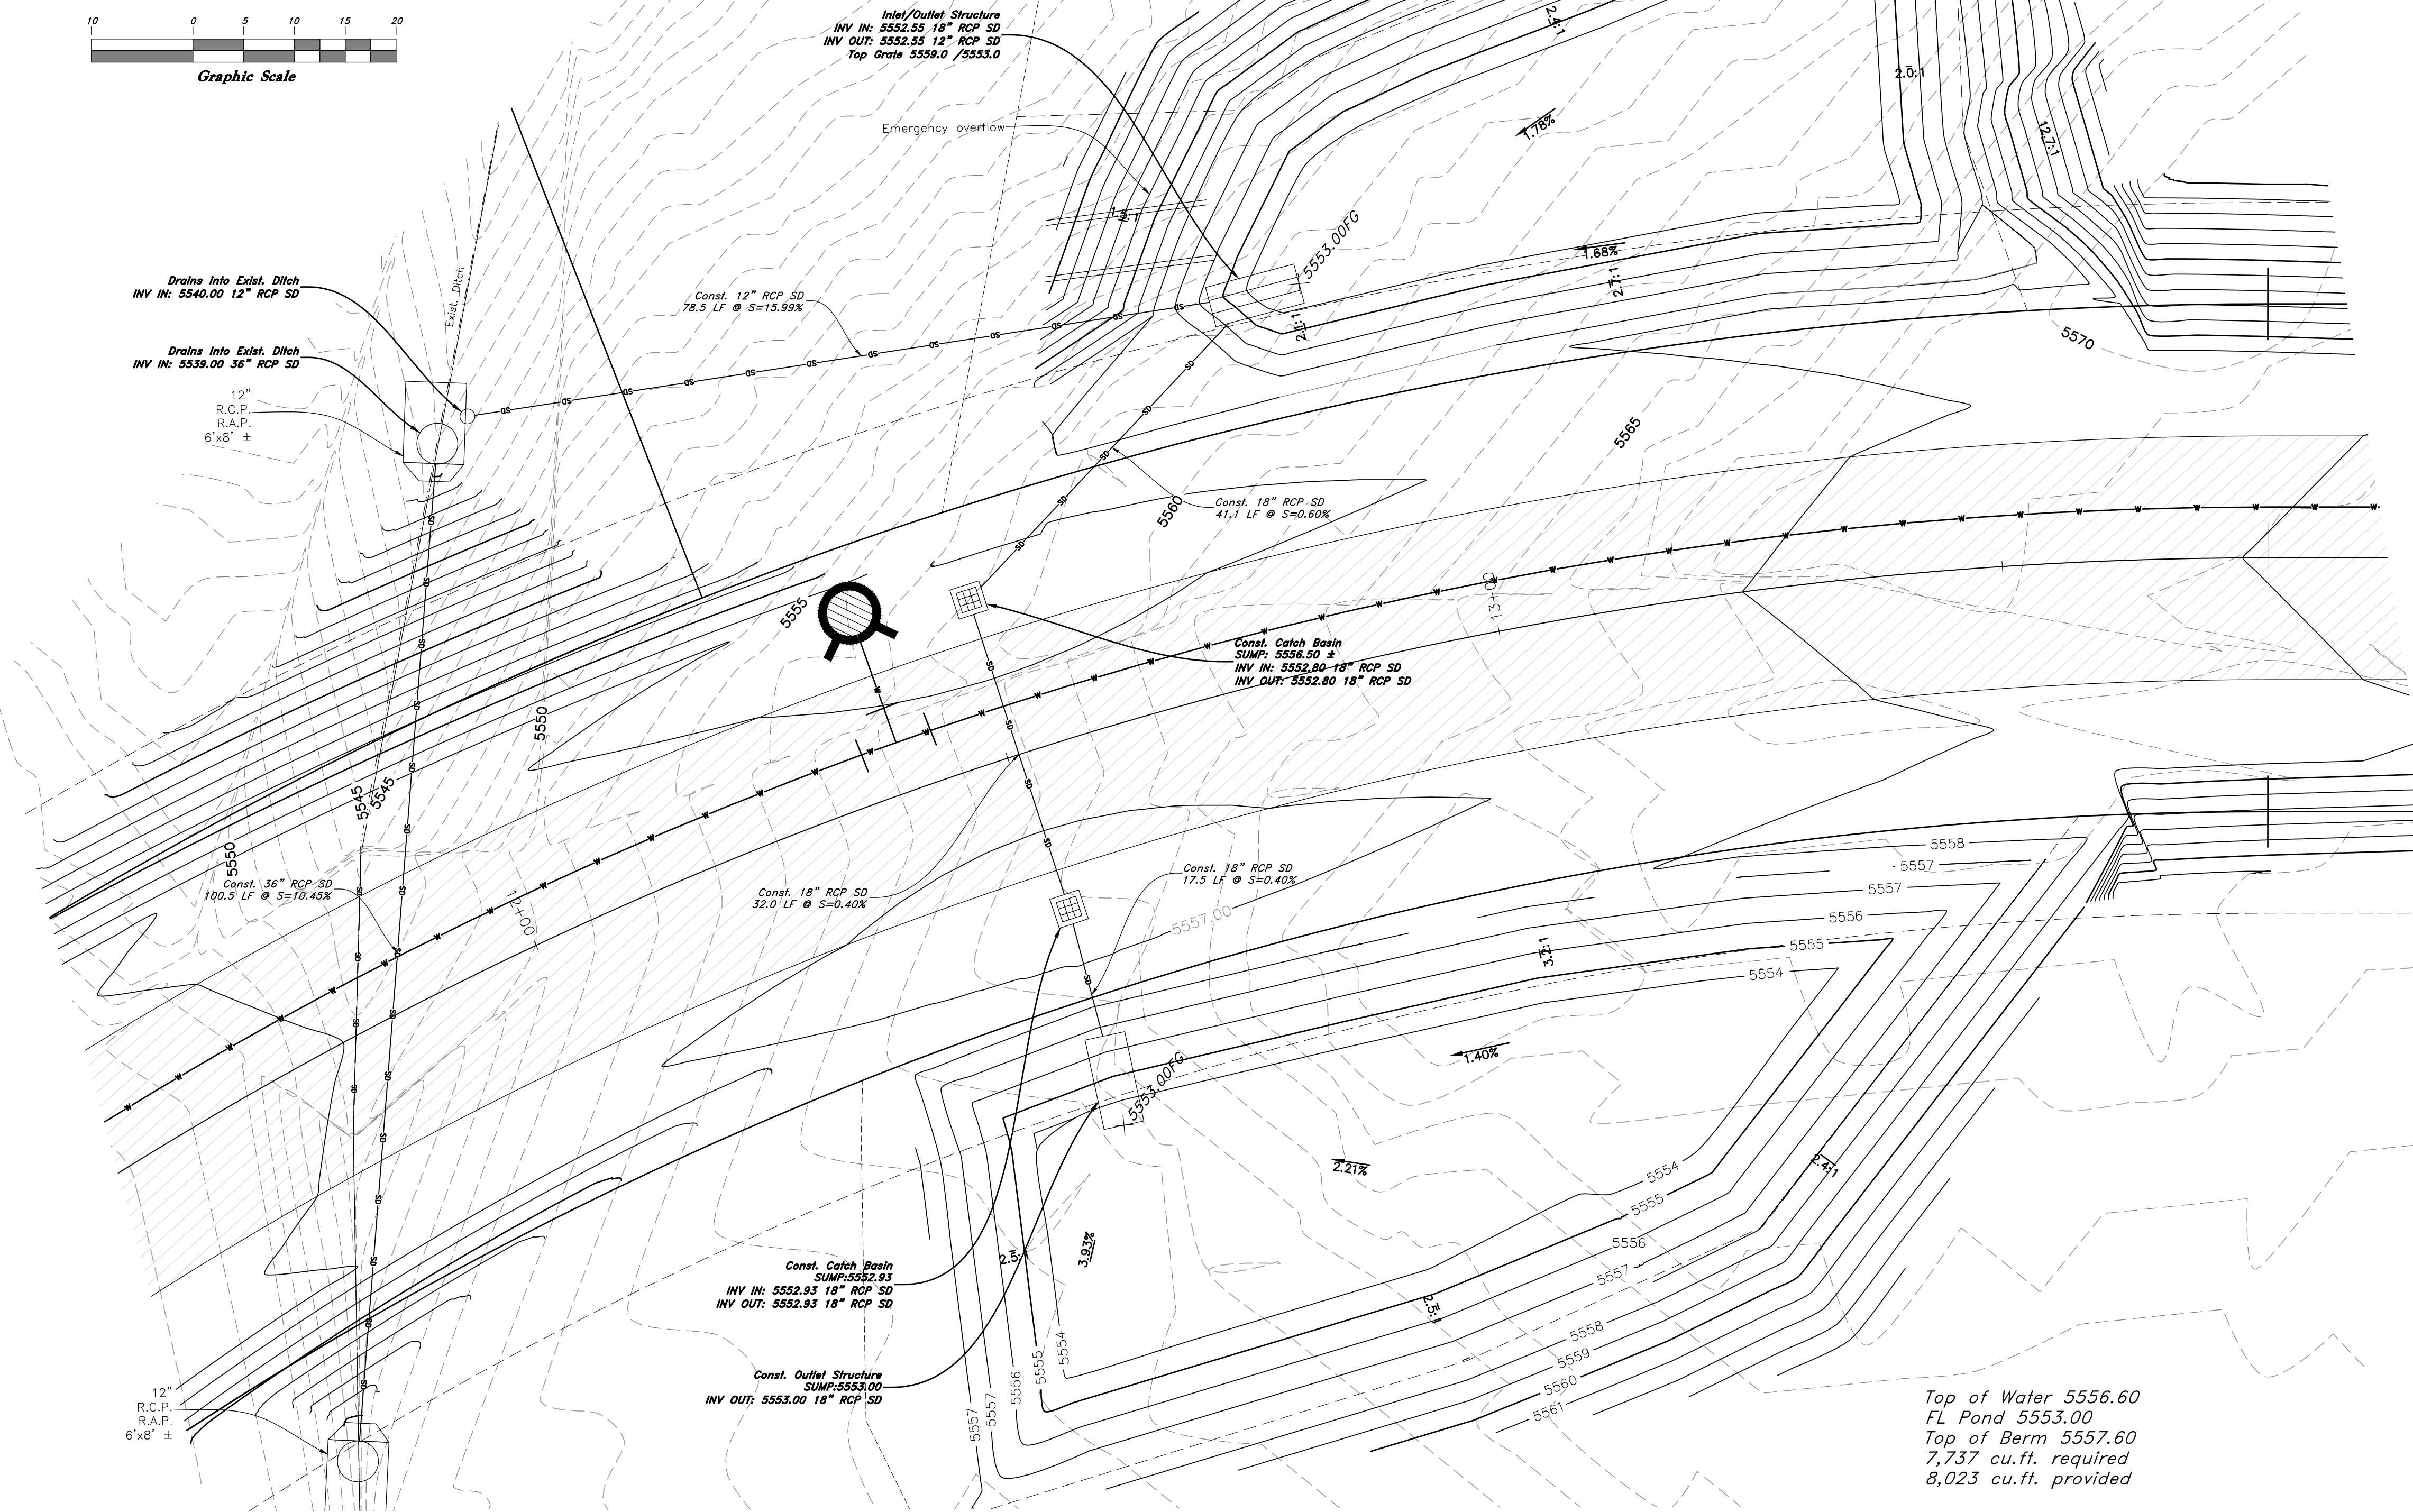 10 0 5 10 15 20
Graphic Scale
Inlet/Outlet Structure
INV IN: 5552.55 18" RCP SD
INV OUT: 5552.55 12" RCP SD
Top Grate 5559.0 /5553.0
Emergency overflow
2.4:1
1.78%
2.0:1
12.7:1
5553.00FG
1.68%
2.7:1
5570
Drains into Exist. Ditch
INV IN: 5540.00 12" RCP SD
Exist. Ditch
Const. 12" RCP SD
78.5 LF @ S=15.99%
Drains into Exist. Ditch
INV IN: 5539.00 36" RCP SD
12"
R.C.P.
R.A.P.
6'x8' ±
5565
5560
Const. 18" RCP SD
41.1 LF @ S=0.60%
5555
13+00
Const. Catch Basin
SUMP: 5556.50 ±
INV IN: 5552.80 18" RCP SD
INV OUT: 5552.80 18" RCP SD
5550
5545
5545
5550
Const. 36" RCP SD
100.5 LF @ S=10.45%
12+00
Const. 18" RCP SD
32.0 LF @ S=0.40%
Const. 18" RCP SD
17.5 LF @ S=0.40%
5557.00
5558
5557
5557
5556
5555
5554
3.2:1
5553.00FG
1.40%
2.21%
2.4:1
3.93%
5554
5555
5556
5557
5558
5559
5560
5561
2.5:1
Const. Catch Basin
SUMP:5552.93
INV IN: 5552.93 18" RCP SD
INV OUT: 5552.93 18" RCP SD
Const. Outlet Structure
SUMP:5553.00
INV OUT: 5553.00 18" RCP SD
5557
5557
5556
5555
5554
12"
R.C.P.
R.A.P.
6'x8' ±
Top of Water 5556.60
FL Pond 5553.00
Top of Berm 5557.60
7,737 cu.ft. required
8,023 cu.ft. provided